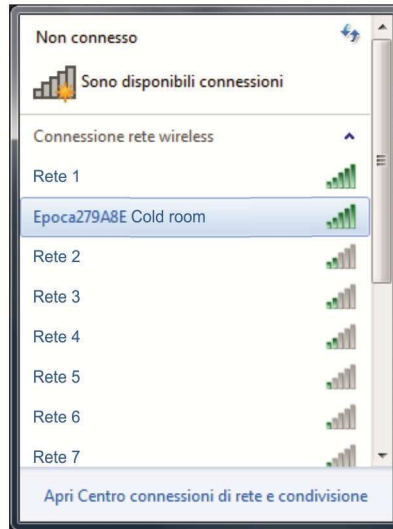 Non connesso
Sono disponibili connessioni
Connessione rete wireless
Rete 1
Epoca279A8E Cold room
Rete 2
Rete 3
Rete 4
Rete 5
Rete 6
Rete 7
Apri Centro connessioni di rete e condivisione